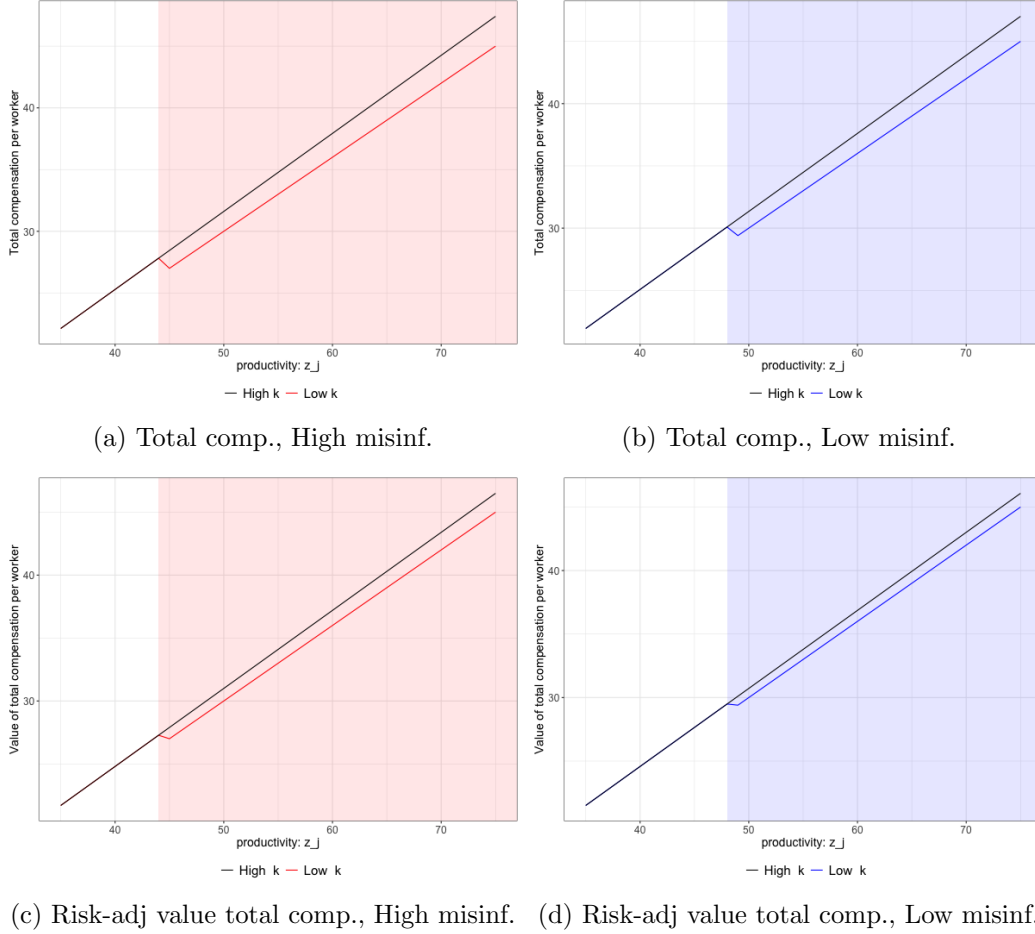 Total compensation per worker
40
30
40 50 60 70
productivity: z_j
High k Low k
(a) Total comp., High misinf.
Total compensation per worker
40
30
40 50 60 70
productivity: z_j
High k Low k
(b) Total comp., Low misinf.
Value of total compensation per worker
40
30
40 50 60 70
productivity: z_j
High k Low k
(c) Risk-adj value total comp., High misinf.
Value of total compensation per worker
40
30
40 50 60 70
productivity: z_j
High k Low k
(d) Risk-adj value total comp., Low misinf.